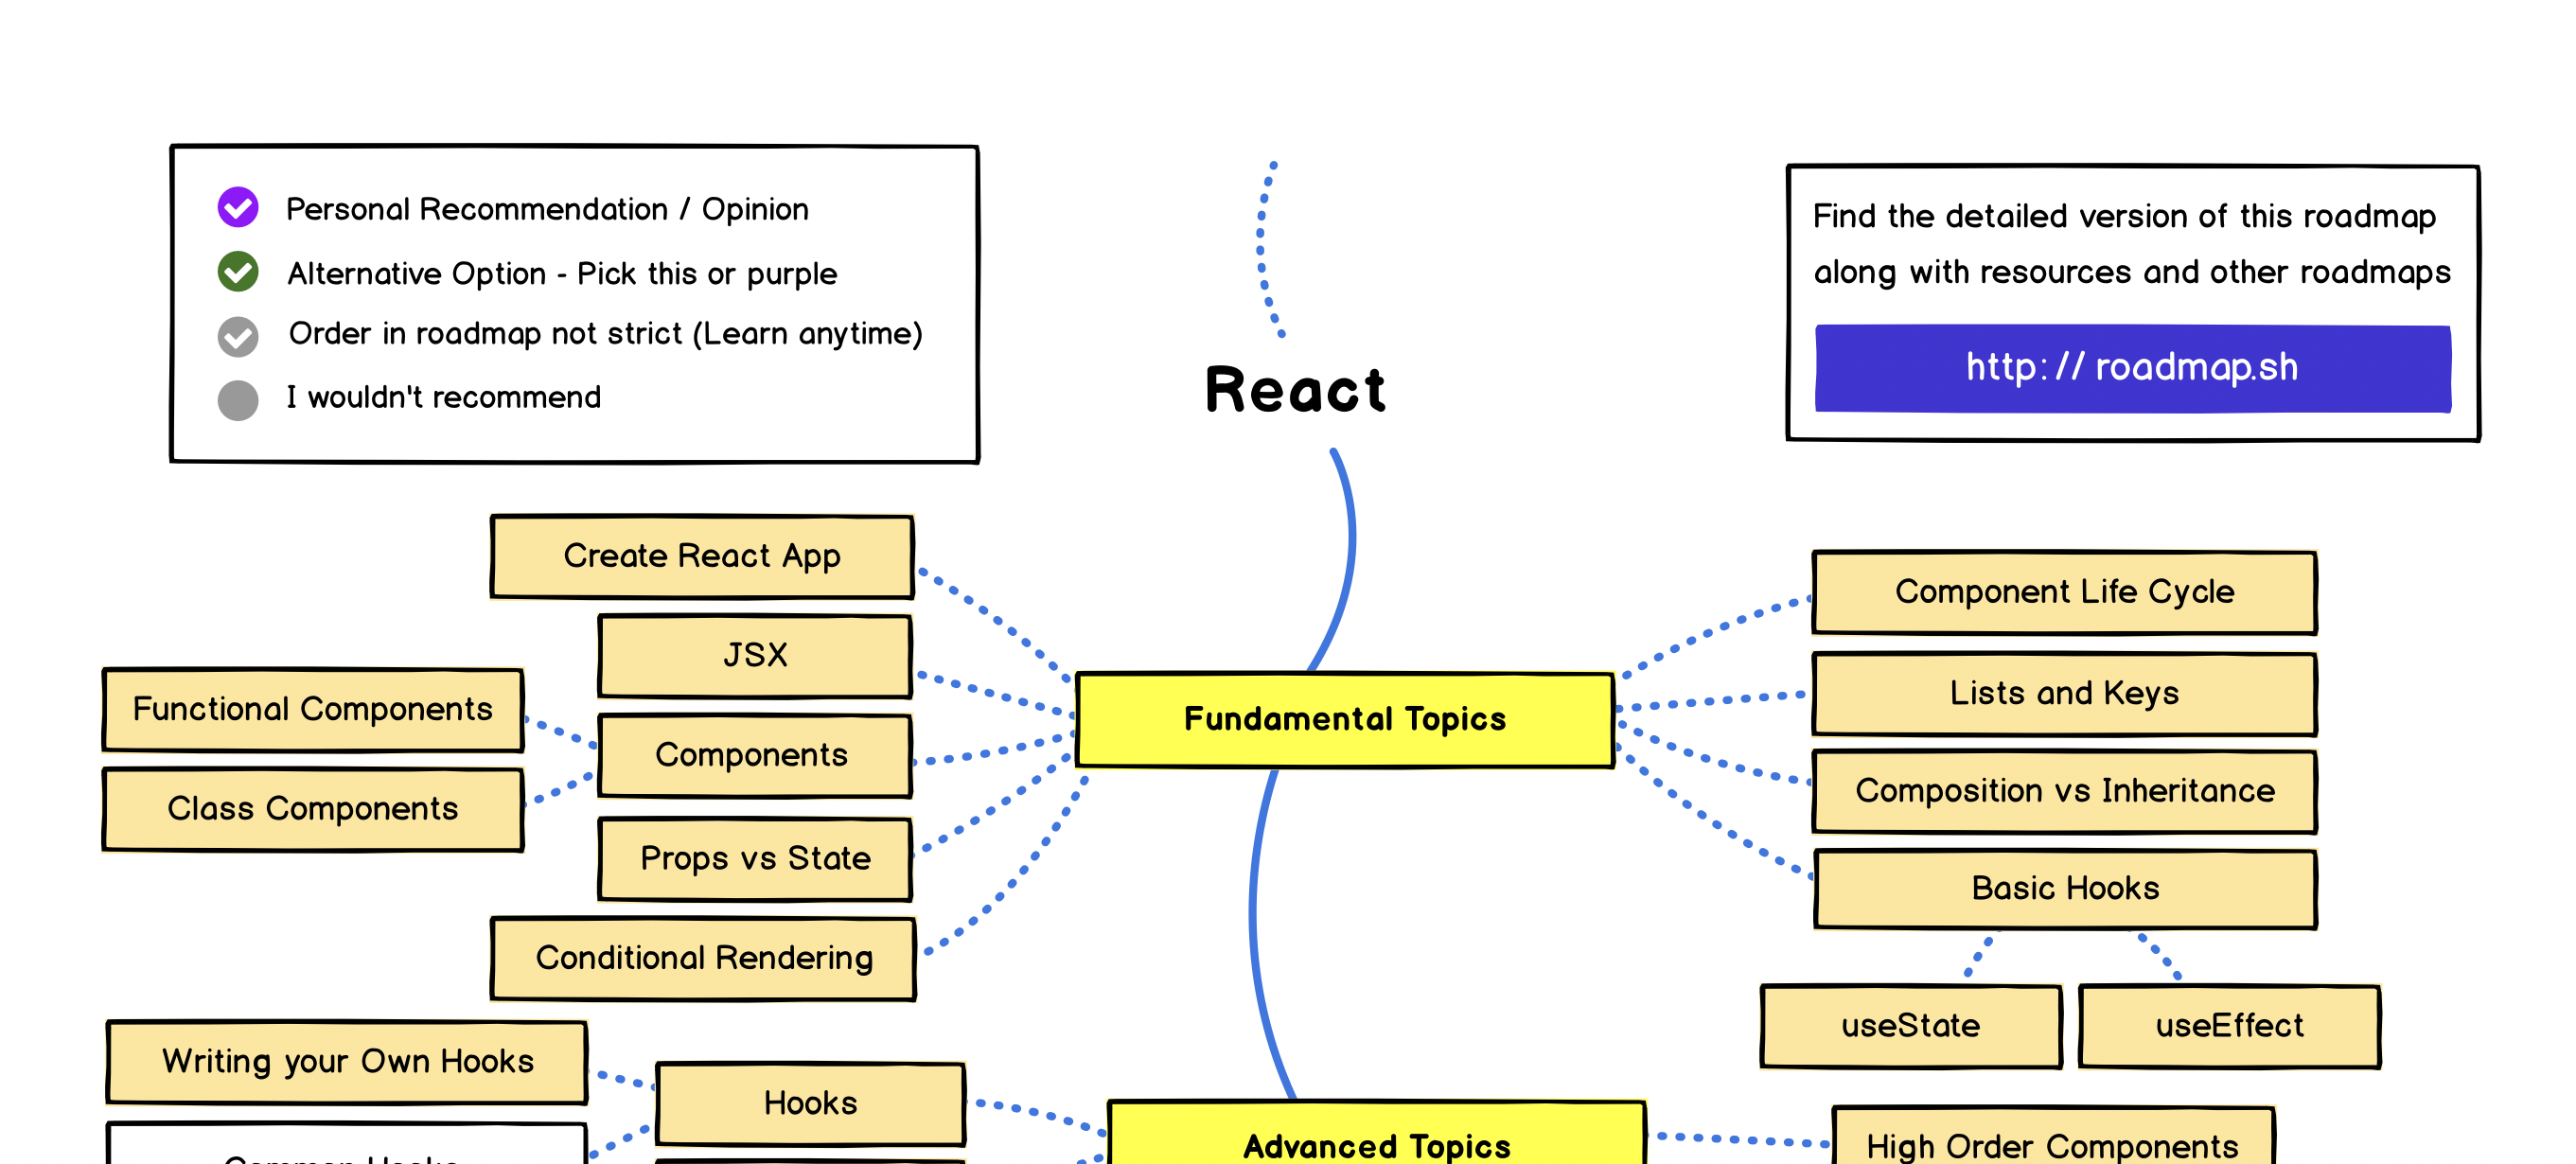 Personal Recommendation / Opinion
Alternative Option - Pick this or purple
Order in roadmap not strict (Learn anytime)
I wouldn't recommend
React
Find the detailed version of this roadmap
along with resources and other roadmaps
http://roadmap.sh
Create React App
JSX
Functional Components
Components
Class Components
Props vs State
Conditional Rendering
Fundamental Topics
Component Life Cycle
Lists and Keys
Composition vs Inheritance
Basic Hooks
useState
useEffect
Writing your Own Hooks
Hooks
Common Hooks
Advanced Topics
High Order Components